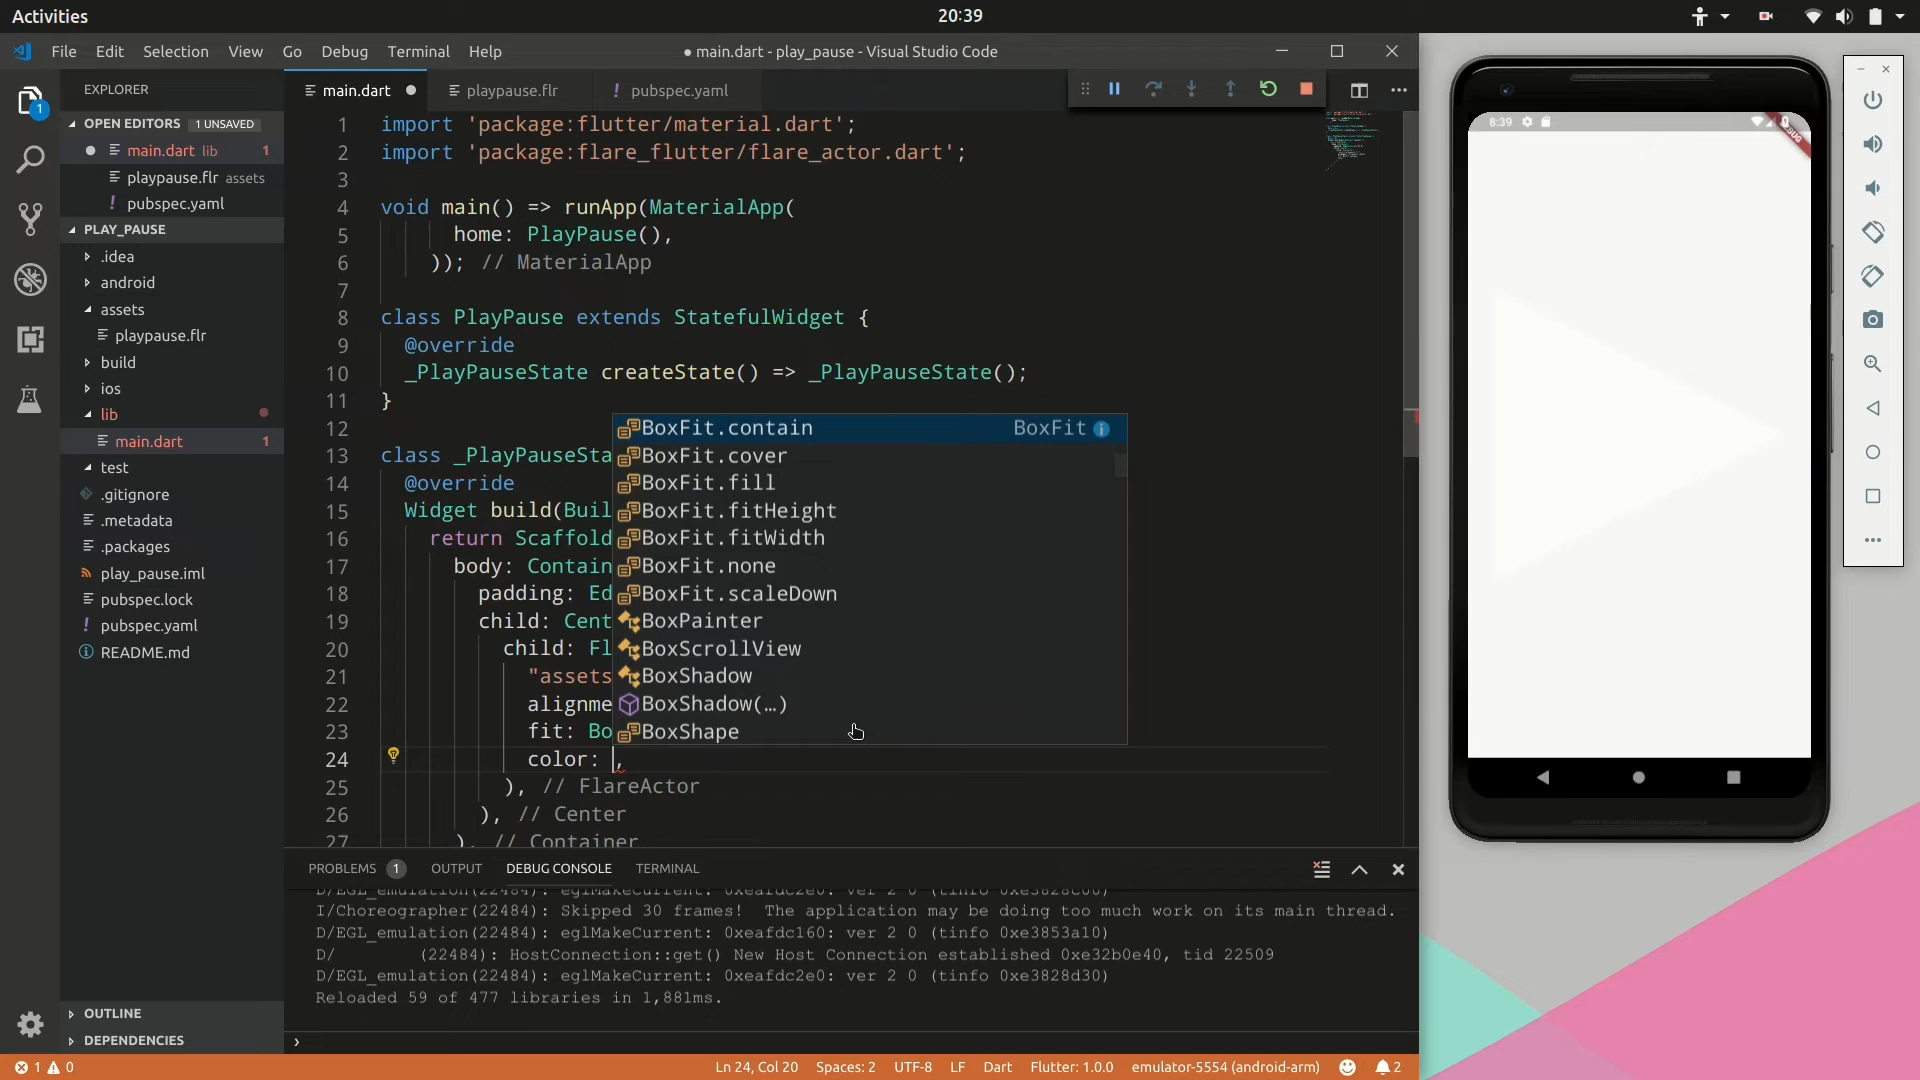 Activities
20:39
File Edit Selection View Go Debug Terminal Help
● main.dart - play_pause - Visual Studio Code
EXPLORER
main.dart
playpause.flr
! pubspec.yaml
OPEN EDITORS 1 UNSAVED
main.dart lib 1
playpause.flr assets
! pubspec.yaml
PLAY_PAUSE
.idea
android
assets
playpause.flr
build
ios
lib
main.dart 1
test
.gitignore
.metadata
.packages
play_pause.iml
pubspec.lock
! pubspec.yaml
README.md
OUTLINE
DEPENDENCIES
1
1 import 'package:flutter/material.dart';
2 import 'package:flare_flutter/flare_actor.dart';
3
4 void main() => runApp(MaterialApp(
5 home: PlayPause(),
6 )); // MaterialApp
7
8 class PlayPause extends StatefulWidget {
9 @override
10 _PlayPauseState createState() => _PlayPauseState();
11 }
12
13 class _PlayPauseSta
14 @override
15 Widget build(Buil
16 return Scaffold
17 body: Contain
18 padding: Ed
19 child: Cent
20 child: Fl
21 "assets
22 alignme
23 fit: Bo
24 color: ,
25 ), // FlareActor
26 ), // Center
27 ), // Container
BoxFit.contain BoxFit
BoxFit.cover
BoxFit.fill
BoxFit.fitHeight
BoxFit.fitWidth
BoxFit.none
BoxFit.scaleDown
BoxPainter
BoxScrollView
BoxShadow
BoxShadow(…)
BoxShape
PROBLEMS 1 OUTPUT DEBUG CONSOLE TERMINAL
I/Choreographer(22484): Skipped 30 frames! The application may be doing too much work on its main thread.
D/EGL_emulation(22484): eglMakeCurrent: 0xeafdc160: ver 2 0 (tinfo 0xe3853a10)
D/ (22484): HostConnection::get() New Host Connection established 0xe32b0e40, tid 22509
D/EGL_emulation(22484): eglMakeCurrent: 0xeafdc2e0: ver 2 0 (tinfo 0xe3828d30)
Reloaded 59 of 477 libraries in 1,881ms.
›
1 0
Ln 24, Col 20 Spaces: 2 UTF-8 LF Dart Flutter: 1.0.0 emulator-5554 (android-arm) 2
8:39